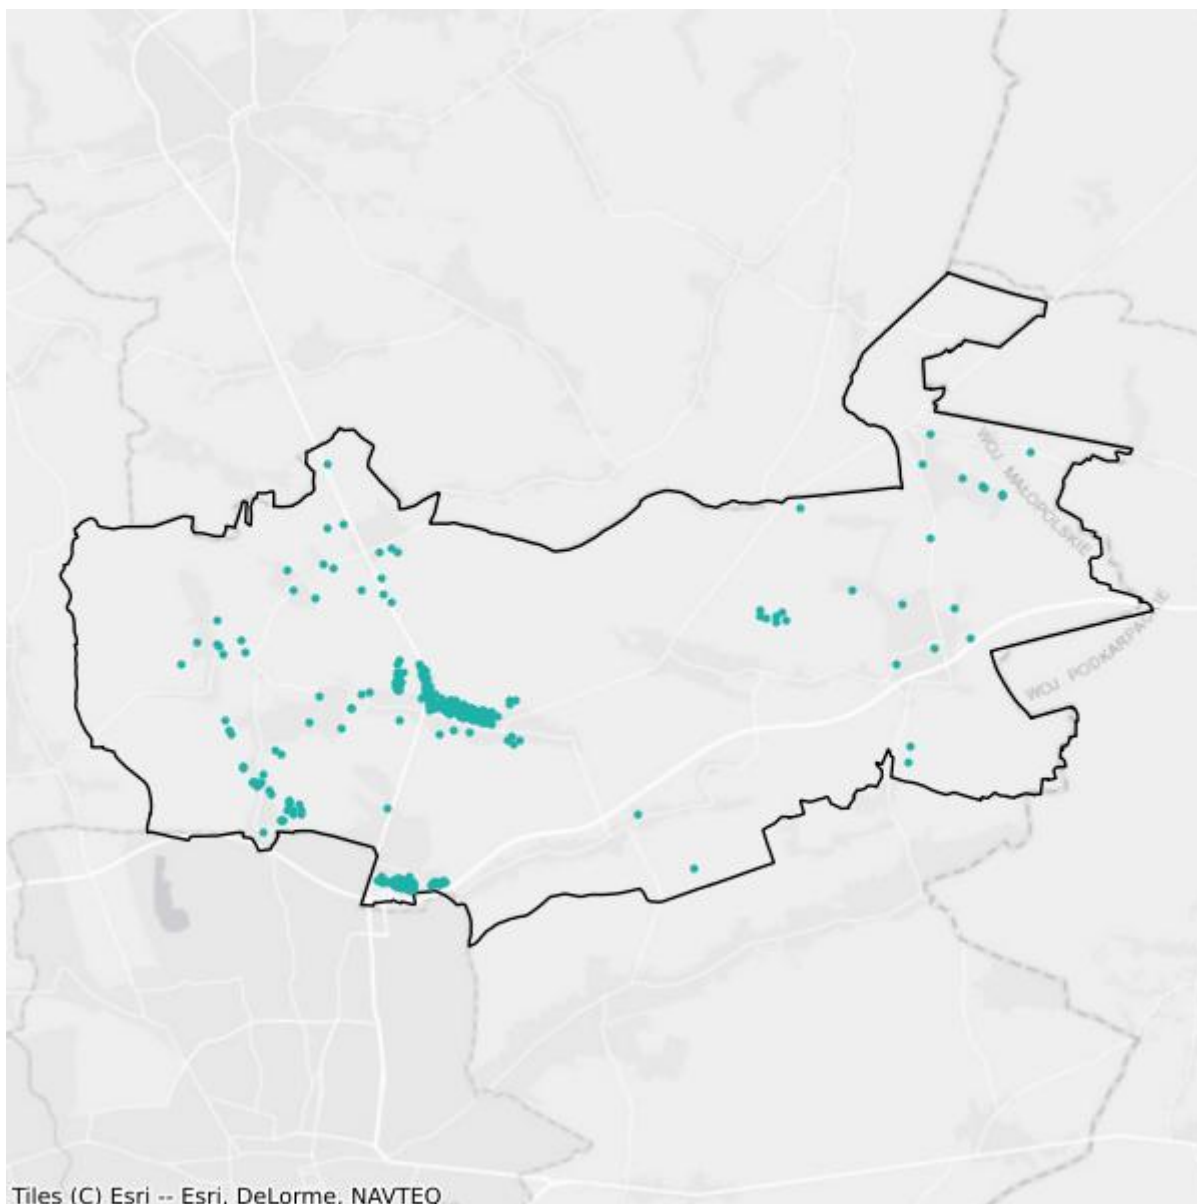 WOJ MAŁOPOLSKIE
WOJ PODKARPACKIE
Tiles (C) Esri -- Esri, DeLorme, NAVTEQ